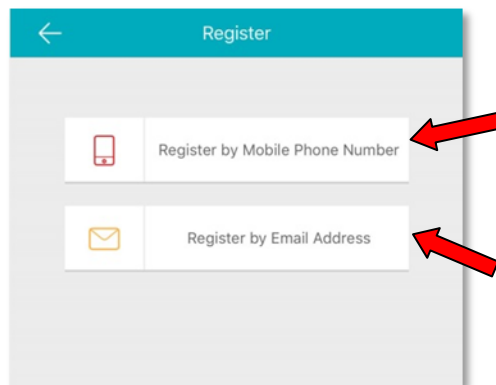 Register
Register by Mobile Phone Number
Register by Email Address